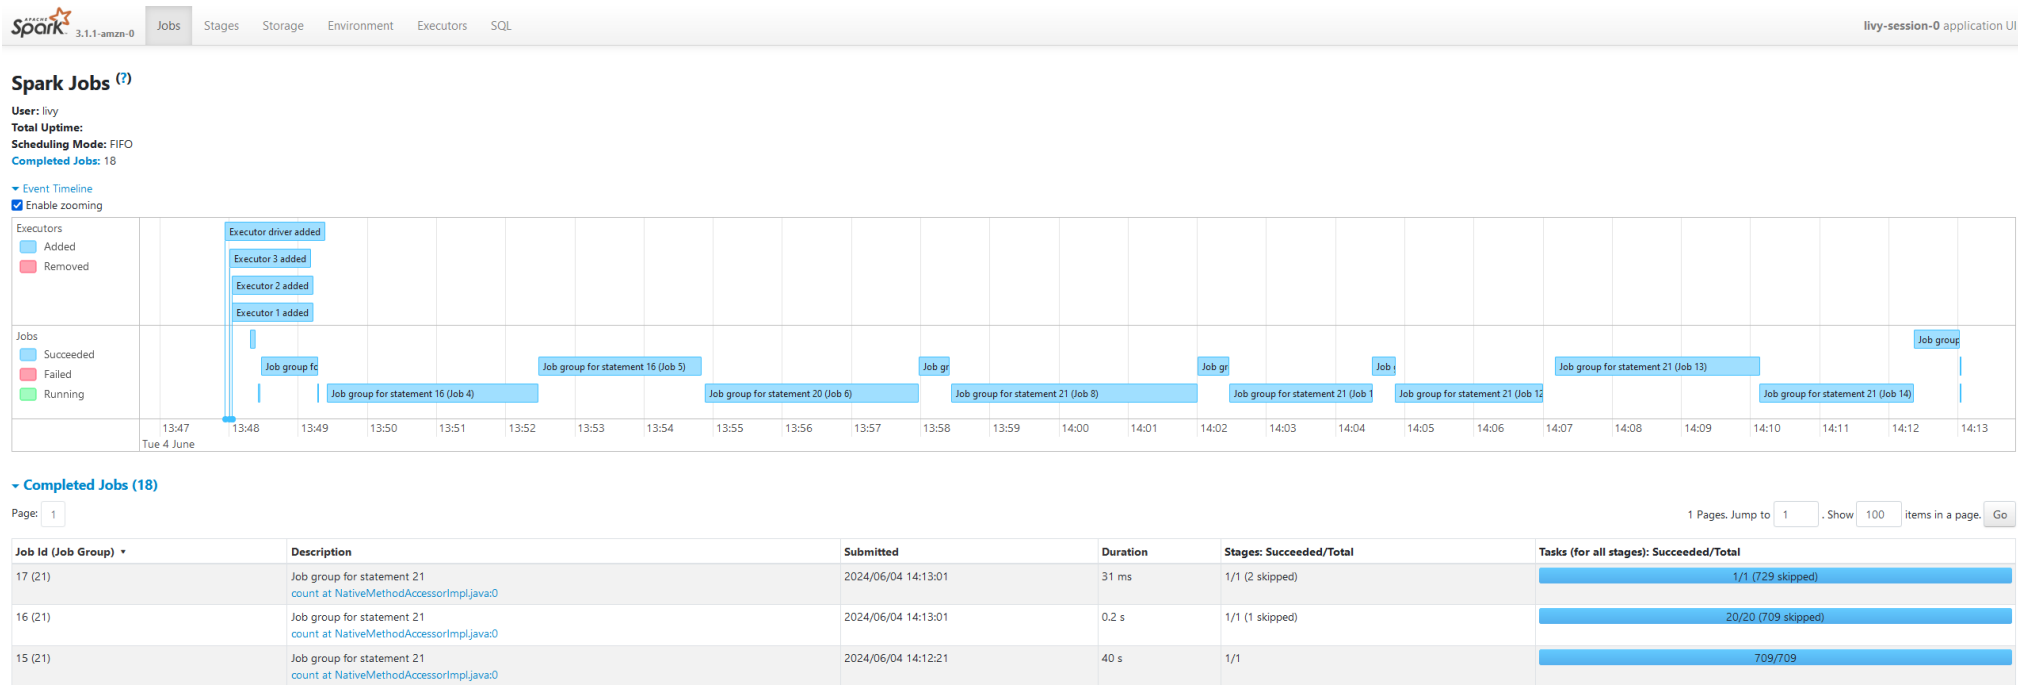 APACHE
Spark 3.1.1-amzn-0 Jobs Stages Storage Environment Executors SQL livy-session-0 application UI
Spark Jobs (?)
User: livy
Total Uptime:
Scheduling Mode: FIFO
Completed Jobs: 18
Event Timeline
Enable zooming
Executors
Added
Removed
Executor driver added
Executor 3 added
Executor 2 added
Executor 1 added
Jobs
Succeeded
Failed
Running
Job group
Job group fo
Job group for statement 16 (Job 5)
Job gr
Job gr
Job
Job group for statement 21 (Job 13)
Job group for statement 16 (Job 4)
Job group for statement 20 (Job 6)
Job group for statement 21 (Job 8)
Job group for statement 21 (Job 1
Job group for statement 21 (Job 12
Job group for statement 21 (Job 14)
13:47 13:48 13:49 13:50 13:51 13:52 13:53 13:54 13:55 13:56 13:57 13:58 13:59 14:00 14:01 14:02 14:03 14:04 14:05 14:06 14:07 14:08 14:09 14:10 14:11 14:12 14:13
Tue 4 June
Completed Jobs (18)
Page: 1
1 Pages. Jump to 1 . Show 100 items in a page. Go
Job Id (Job Group) Description Submitted Duration Stages: Succeeded/Total Tasks (for all stages): Succeeded/Total
17 (21) Job group for statement 21 2024/06/04 14:13:01 31 ms 1/1 (2 skipped) 1/1 (729 skipped)
count at NativeMethodAccessorImpl.java:0
16 (21) Job group for statement 21 2024/06/04 14:13:01 0.2 s 1/1 (1 skipped) 20/20 (709 skipped)
count at NativeMethodAccessorImpl.java:0
15 (21) Job group for statement 21 2024/06/04 14:12:21 40 s 1/1 709/709
count at NativeMethodAccessorImpl.java:0